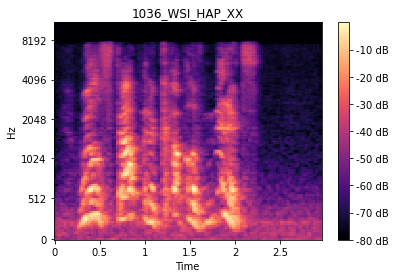 1036_WSI_HAP_XX
8192
4096
2048
1024
512
0
Hz
0 0.5 1 1.5 2 2.5
Time
-10 dB
-20 dB
-30 dB
-40 dB
-50 dB
-60 dB
-70 dB
-80 dB